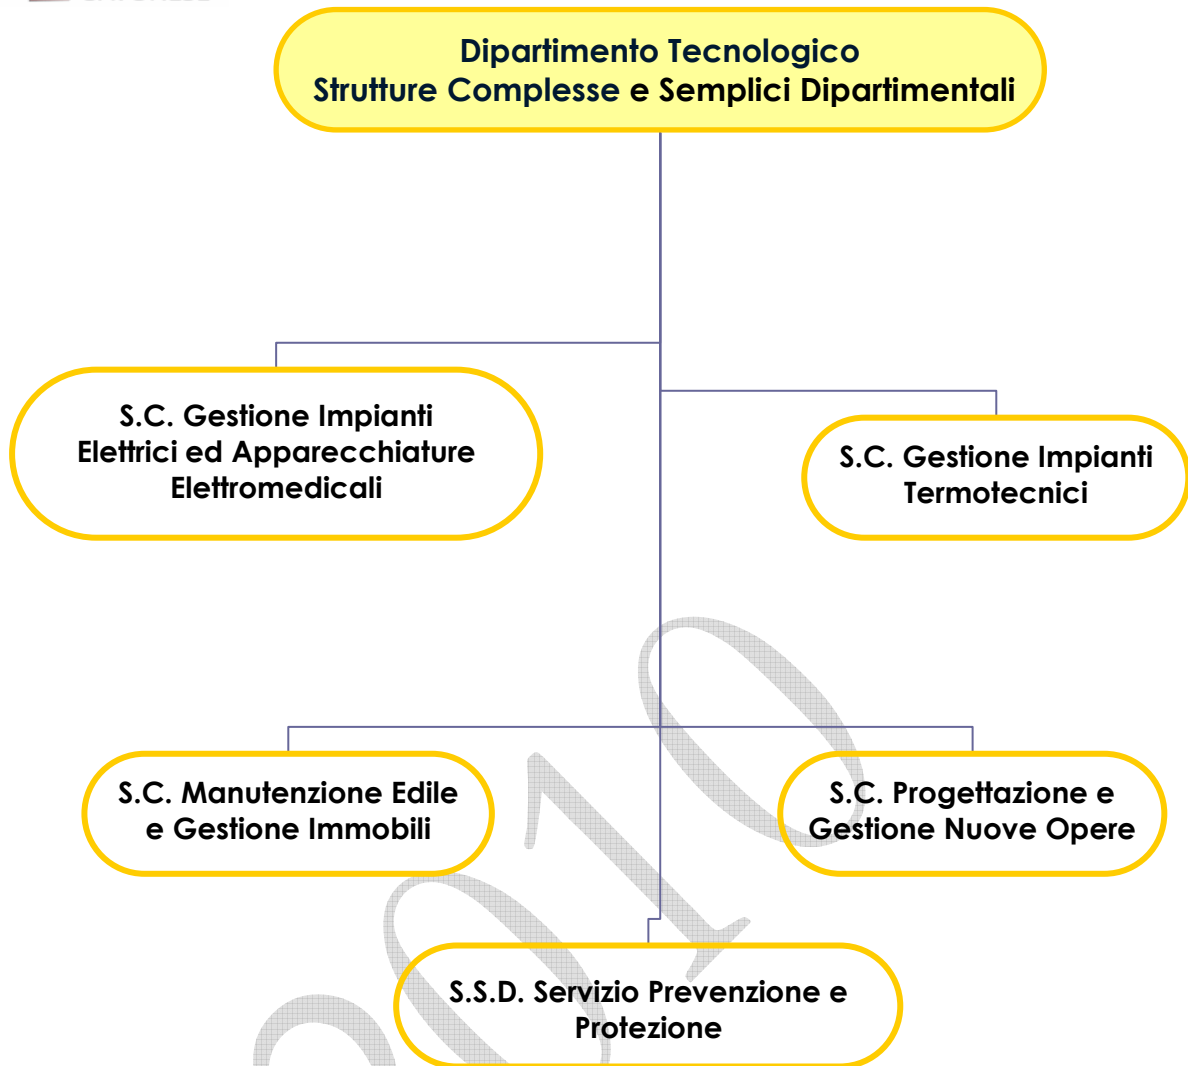 Dipartimento Tecnologico
Strutture Complesse e Semplici Dipartimentali
S.C. Gestione Impianti
Elettrici ed Apparecchiature
Elettromedicali
S.C. Gestione Impianti
Termotecnici
S.C. Manutenzione Edile
e Gestione Immobili
S.C. Progettazione e
Gestione Nuove Opere
S.S.D. Servizio Prevenzione e
Protezione
2010